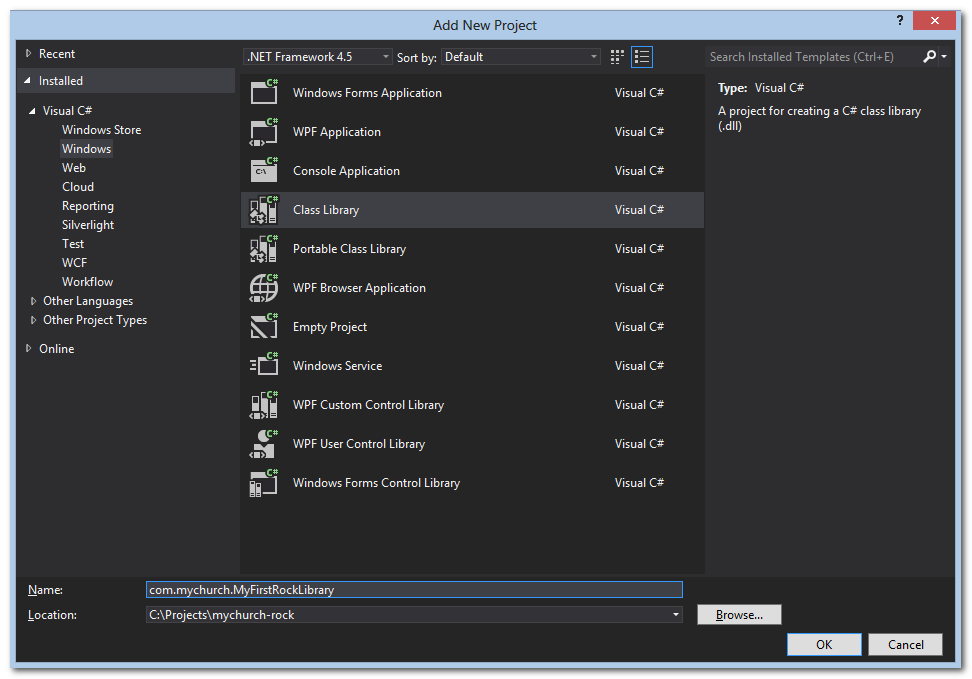 Add New Project
?
Recent
Installed
Visual C#
Windows Store
Windows
Web
Cloud
Reporting
Silverlight
Test
WCF
Workflow
Other Languages
Other Project Types
Online
.NET Framework 4.5 Sort by: Default
C# Windows Forms Application Visual C#
C# WPF Application Visual C#
C# C:\ Console Application Visual C#
C# Class Library Visual C#
C# Portable Class Library Visual C#
C# WPF Browser Application Visual C#
C# Empty Project Visual C#
C# Windows Service Visual C#
C# WPF Custom Control Library Visual C#
C# WPF User Control Library Visual C#
C# Windows Forms Control Library Visual C#
Search Installed Templates (Ctrl+E)
Type: Visual C#
A project for creating a C# class library
(.dll)
Name: com.mychurch.MyFirstRockLibrary
Location: C:\Projects\mychurch-rock Browse...
OK Cancel